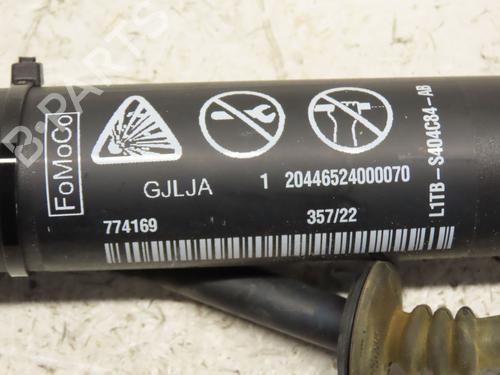 FoMoCo
GJLJA 1 20446524000070
774169 357/22
L1TB-S404C84-AB
B-PARTS